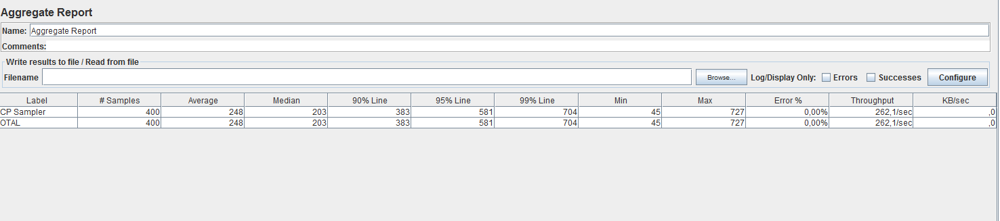 Aggregate Report
Name: Aggregate Report
Comments:
Write results to file / Read from file
Filename Browse... Log/Display Only: Errors Successes Configure
Label # Samples Average Median 90% Line 95% Line 99% Line Min Max Error % Throughput KB/sec
CP Sampler 400 248 203 383 581 704 45 727 0,00% 262,1/sec ,0
OTAL 400 248 203 383 581 704 45 727 0,00% 262,1/sec ,0